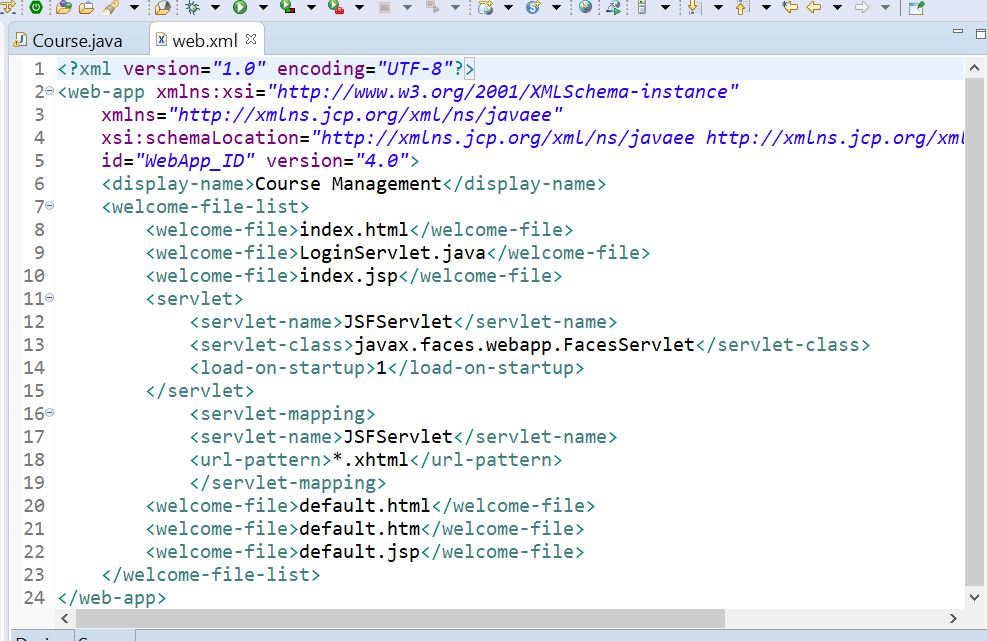 Course.java web.xml
1 <?xml version="1.0" encoding="UTF-8"?>
2 <web-app xmlns:xsi="http://www.w3.org/2001/XMLSchema-instance"
3 xmlns="http://xmlns.jcp.org/xml/ns/javaee"
4 xsi:schemaLocation="http://xmlns.jcp.org/xml/ns/javaee http://xmlns.jcp.org/xml
5 id="WebApp_ID" version="4.0">
6 <display-name>Course Management</display-name>
7 <welcome-file-list>
8 <welcome-file>index.html</welcome-file>
9 <welcome-file>LoginServlet.java</welcome-file>
10 <welcome-file>index.jsp</welcome-file>
11 <servlet>
12 <servlet-name>JSFServlet</servlet-name>
13 <servlet-class>javax.faces.webapp.FacesServlet</servlet-class>
14 <load-on-startup>1</load-on-startup>
15 </servlet>
16 <servlet-mapping>
17 <servlet-name>JSFServlet</servlet-name>
18 <url-pattern>*.xhtml</url-pattern>
19 </servlet-mapping>
20 <welcome-file>default.html</welcome-file>
21 <welcome-file>default.htm</welcome-file>
22 <welcome-file>default.jsp</welcome-file>
23 </welcome-file-list>
24 </web-app>